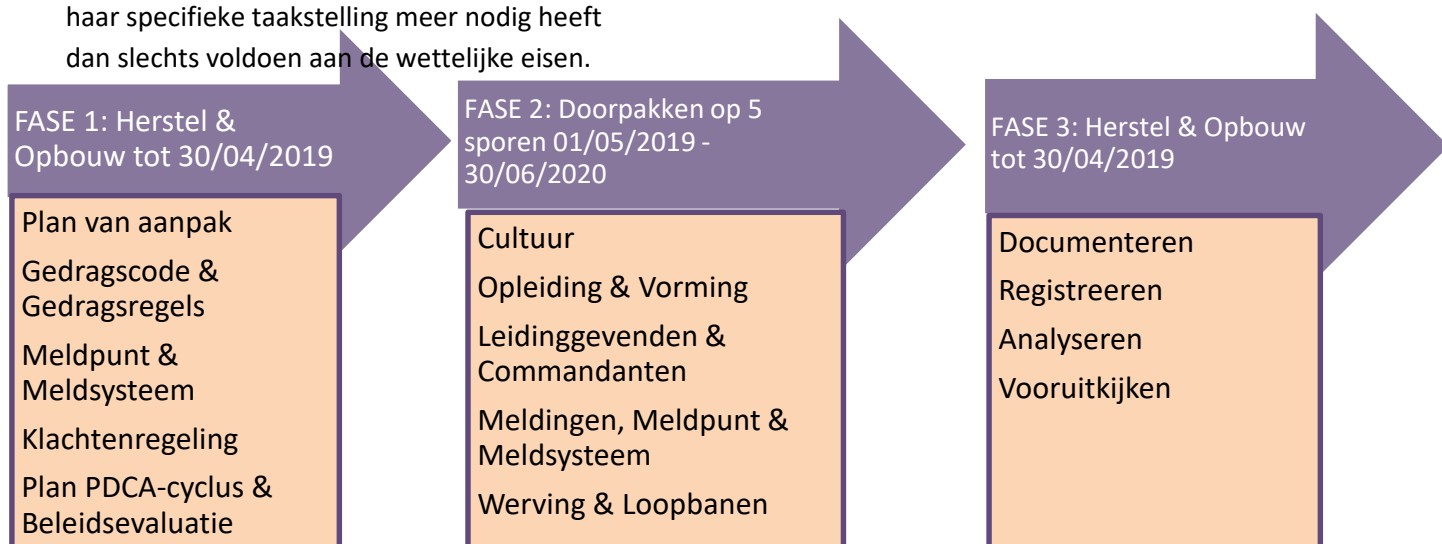 haar specifieke taakstelling meer nodig heeft
dan slechts voldoen aan de wettelijke eisen.
FASE 1: Herstel &
Opbouw tot 30/04/2019
Plan van aanpak
Gedragscode &
Gedragsregels
Meldpunt &
Meldsysteem
Klachtenregeling
Plan PDCA-cyclus &
Beleidsevaluatie
FASE 2: Doorpakken op 5
sporen 01/05/2019 -
30/06/2020
Cultuur
Opleiding & Vorming
Leidinggevenden &
Commandanten
Meldingen, Meldpunt &
Meldsysteem
Werving & Loopbanen
FASE 3: Herstel & Opbouw
tot 30/04/2019
Documenteren
Registreeren
Analyseren
Vooruitkijken